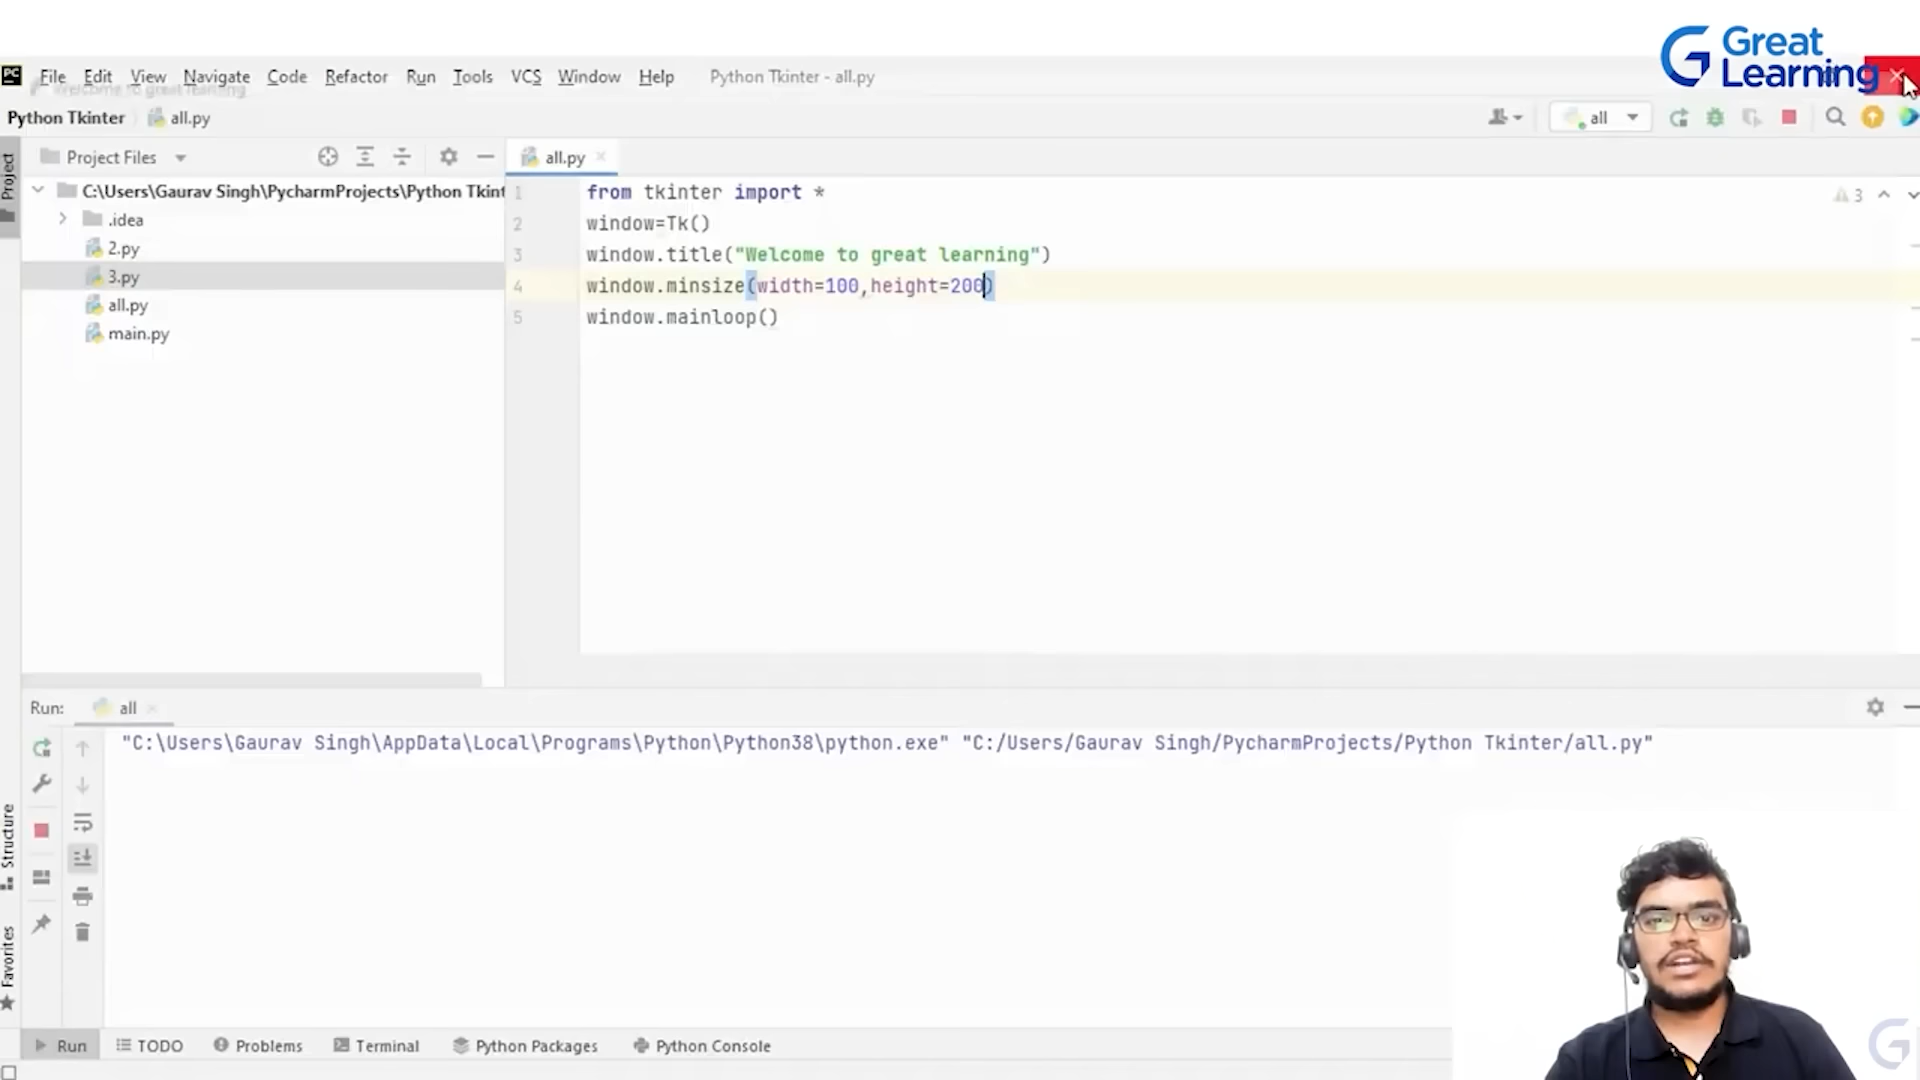 Great
Learning
File Edit View Navigate Code Refactor Run Tools VCS Window Help Python Tkinter - all.py
Welcome to great learning
Python Tkinter all.py
all
Project
Project Files
all.py
C:\Users\Gaurav Singh\PycharmProjects\Python Tkint
.idea
2.py
3.py
all.py
main.py
1 from tkinter import *
2 window=Tk()
3 window.title("Welcome to great learning")
4 window.minsize(width=100,height=200)
5 window.mainloop()
3
Run: all
"C:\Users\Gaurav Singh\AppData\Local\Programs\Python\Python38\python.exe" "C:/Users/Gaurav Singh/PycharmProjects/Python Tkinter/all.py"
Structure
Favorites
Run TODO Problems Terminal Python Packages Python Console